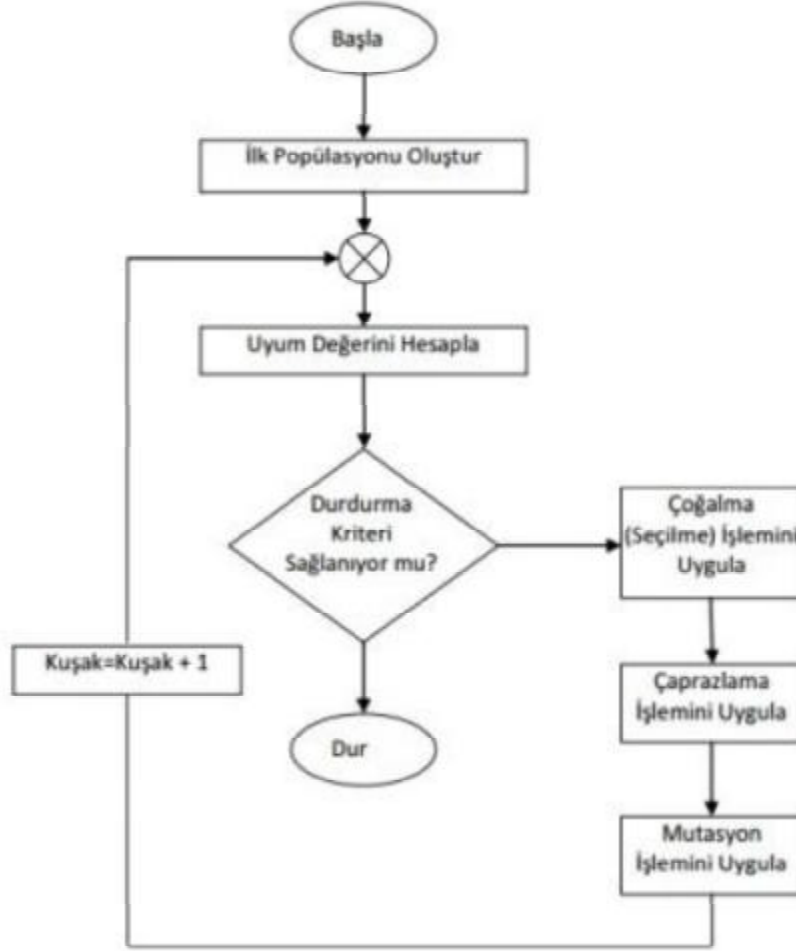 Başla
İlk Popülasyonu Oluştur
Uyum Değerini Hesapla
Durdurma
Kriteri
Sağlanıyor mu?
Çoğalma
(Seçilme) İşlemini
Uygula
Kuşak=Kuşak + 1
Çaprazlama
İşlemini Uygula
Dur
Mutasyon
İşlemini Uygula